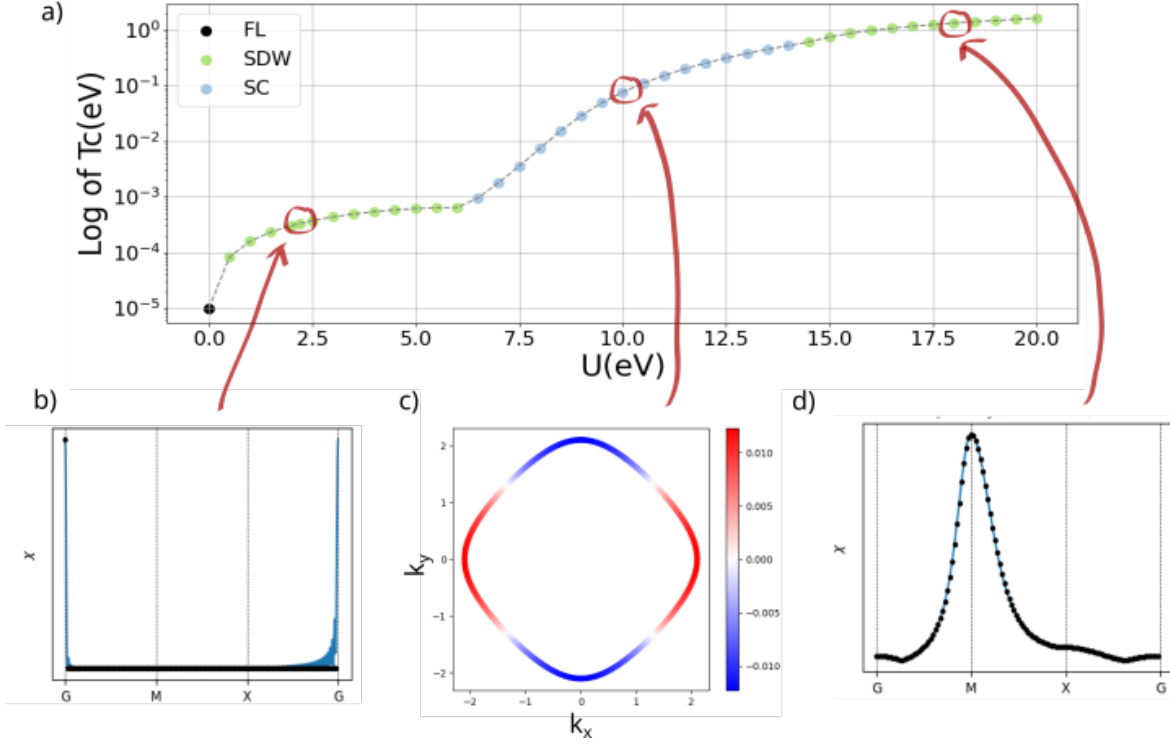 a)
Log of Tc(eV)
10⁰
10⁻¹
10⁻²
10⁻³
10⁻⁴
10⁻⁵
FL
SDW
SC
0.0 2.5 5.0 7.5 10.0 12.5 15.0 17.5 20.0
U(eV)
b)
χ
G M X G
c)
k_y
2
1
0
−1
−2
−2 −1 0 1 2
k_x
0.010
0.005
0.000
−0.005
−0.010
d)
χ
G M X G